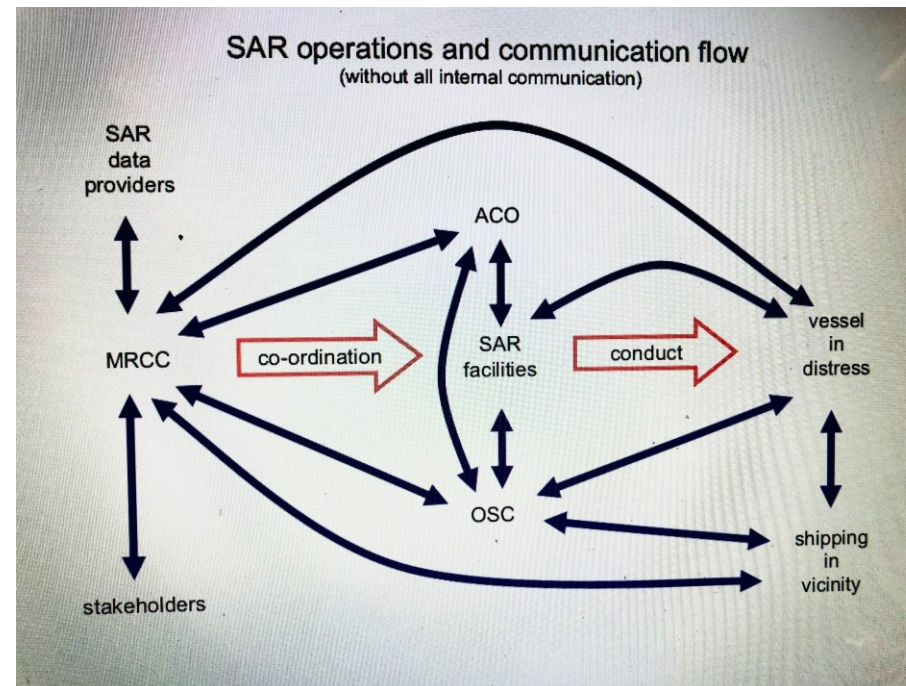 SAR operations and communication flow
(without all internal communication)
SAR
data
providers
ACO
MRCC
co-ordination
SAR
facilities
conduct
vessel
in
distress
OSC
shipping
in
vicinity
stakeholders